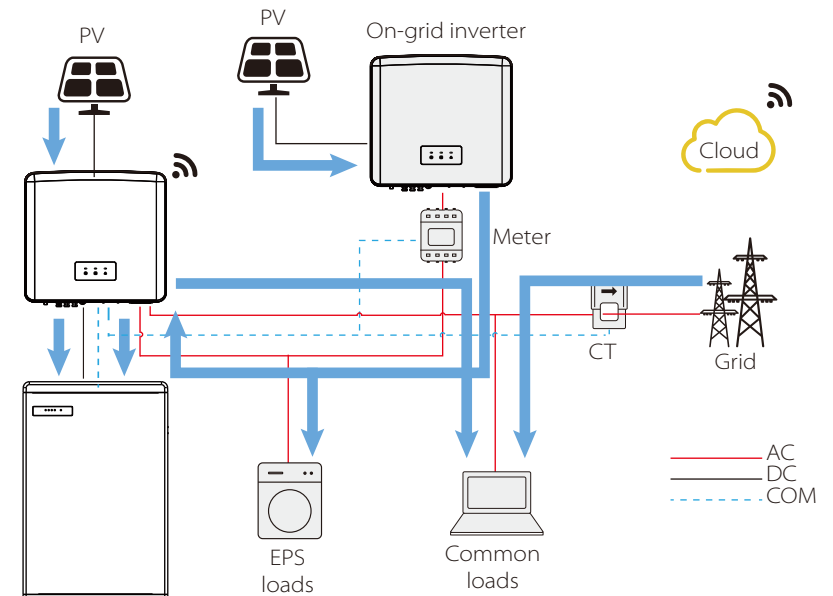 PV
PV
On-grid inverter
Cloud
Meter
CT
Grid
AC
DC
COM
EPS
loads
Common
loads